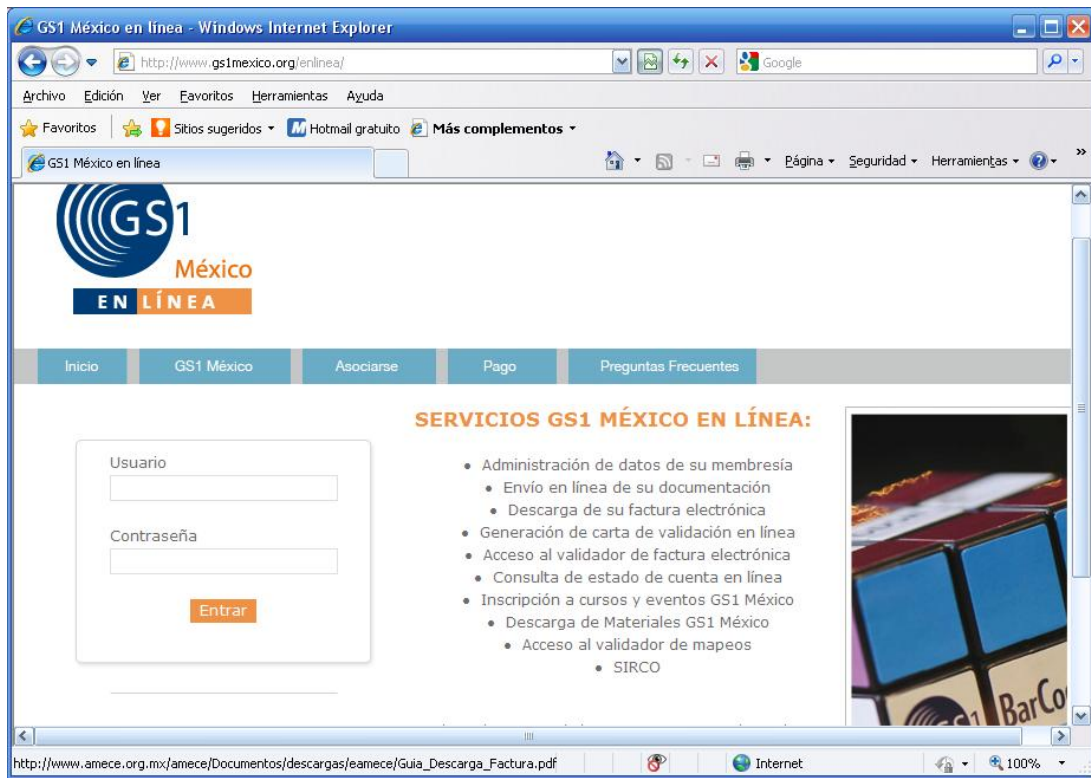 GS1 México en línea - Windows Internet Explorer
http://www.gs1mexico.org/enlinea/
Google
Archivo Edición Ver Favoritos Herramientas Ayuda
Favoritos Sitios sugeridos Hotmail gratuito Más complementos
GS1 México en línea Página Seguridad Herramientas
GS1
México
EN LÍNEA
Inicio GS1 México Asociarse Pago Preguntas Frecuentes
SERVICIOS GS1 MÉXICO EN LÍNEA:
Usuario
Contraseña
Entrar
• Administración de datos de su membresía
• Envío en línea de su documentación
• Descarga de su factura electrónica
• Generación de carta de validación en línea
• Acceso al validador de factura electrónica
• Consulta de estado de cuenta en línea
• Inscripción a cursos y eventos GS1 México
• Descarga de Materiales GS1 México
• Acceso al validador de mapeos
• SIRCO
BarCo
http://www.amece.org.mx/amece/Documentos/descargas/eamece/Guia_Descarga_Factura.pdf Internet 100%